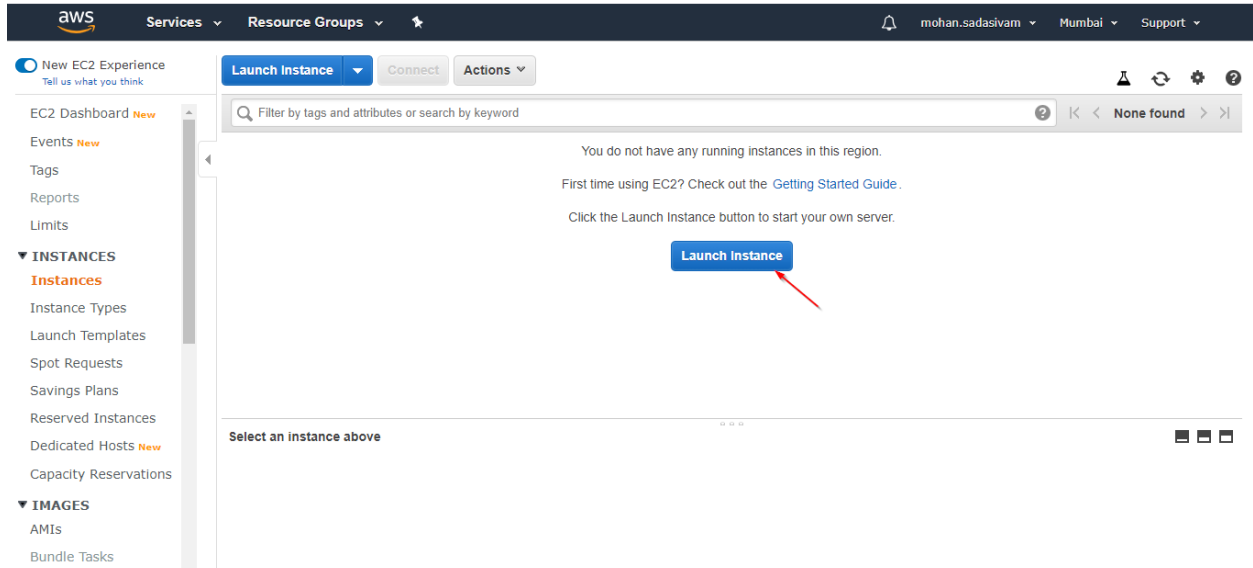 aws Services Resource Groups mohan.sadasivam Mumbai Support
New EC2 Experience
Tell us what you think
EC2 Dashboard New
Events New
Tags
Reports
Limits
INSTANCES
Instances
Instance Types
Launch Templates
Spot Requests
Savings Plans
Reserved Instances
Dedicated Hosts New
Capacity Reservations
IMAGES
AMIs
Bundle Tasks
Launch Instance Connect Actions
Filter by tags and attributes or search by keyword None found
You do not have any running instances in this region.
First time using EC2? Check out the Getting Started Guide.
Click the Launch Instance button to start your own server.
Launch Instance
Select an instance above